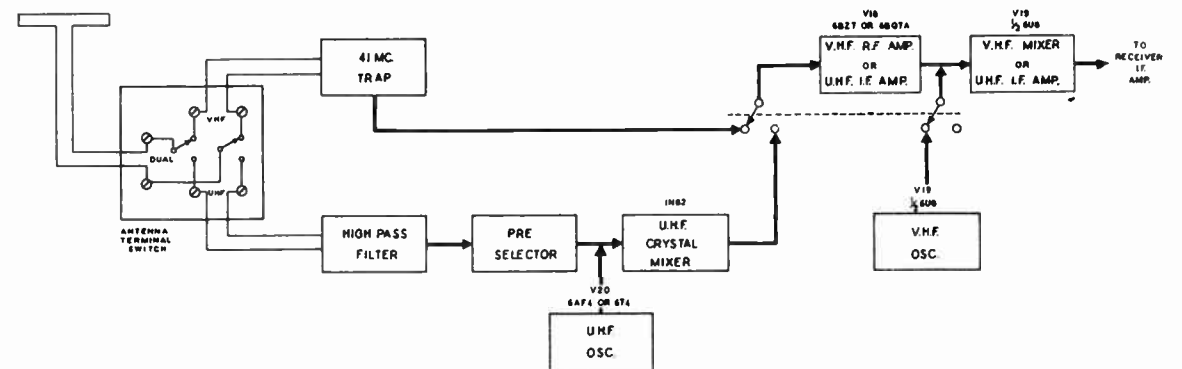 V18
6BZ7 OR 6BQ7A
V.H.F. R.F. AMP.
OR
U.H.F. I.F. AMP.
V19
½ 6U8
V.H.F. MIXER
OR
U.H.F. I.F. AMP.
TO
RECEIVER
I.F.
AMP.
41 MC.
TRAP
VHF
DUAL
UHF
ANTENNA
TERMINAL
SWITCH
HIGH PASS
FILTER
PRE
SELECTOR
1N82
U.H.F.
CRYSTAL
MIXER
V20
6AF4 OR 6T4
U.H.F.
OSC.
V19
½ 6U8
V.H.F.
OSC.